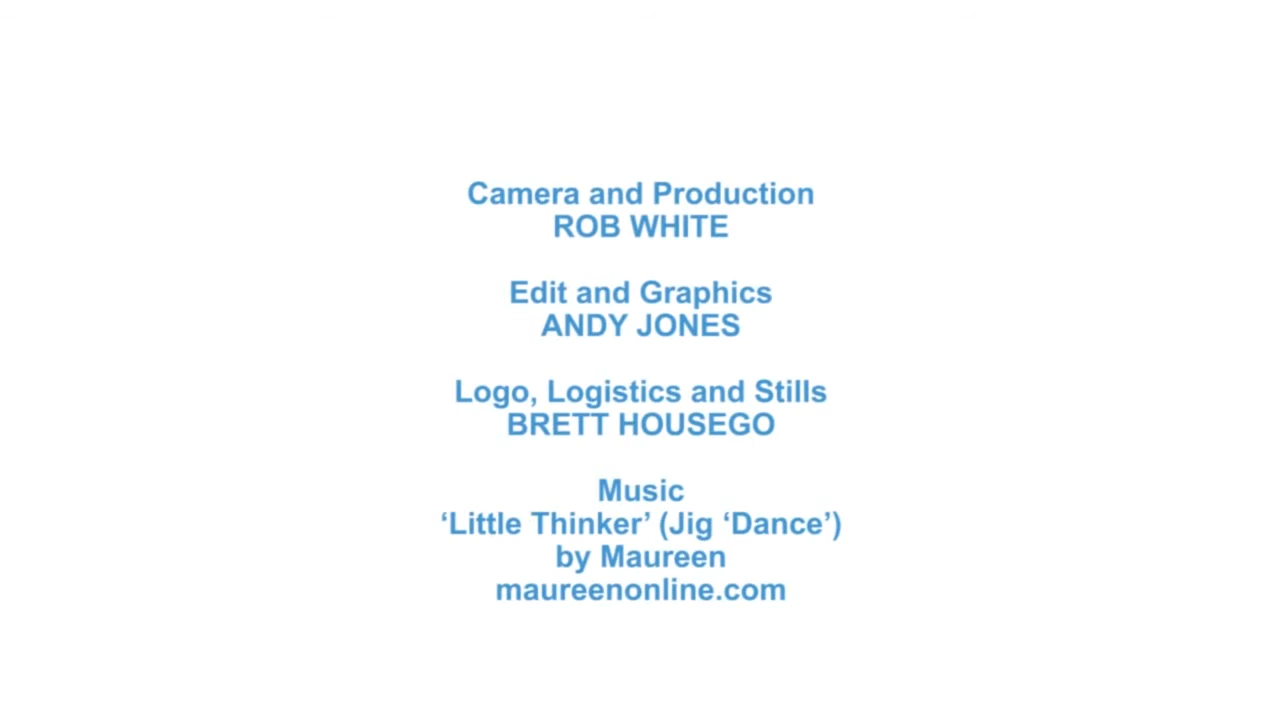 Camera and Production
ROB WHITE
Edit and Graphics
ANDY JONES
Logo, Logistics and Stills
BRETT HOUSEGO
Music
‘Little Thinker’ (Jig ‘Dance’)
by Maureen
maureenonline.com